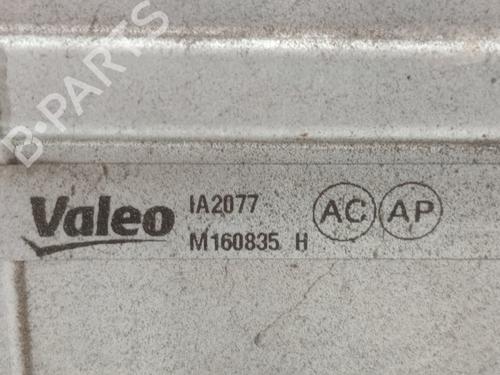 B-PARTS
Valeo
IA2077
M160835 H
AC AP